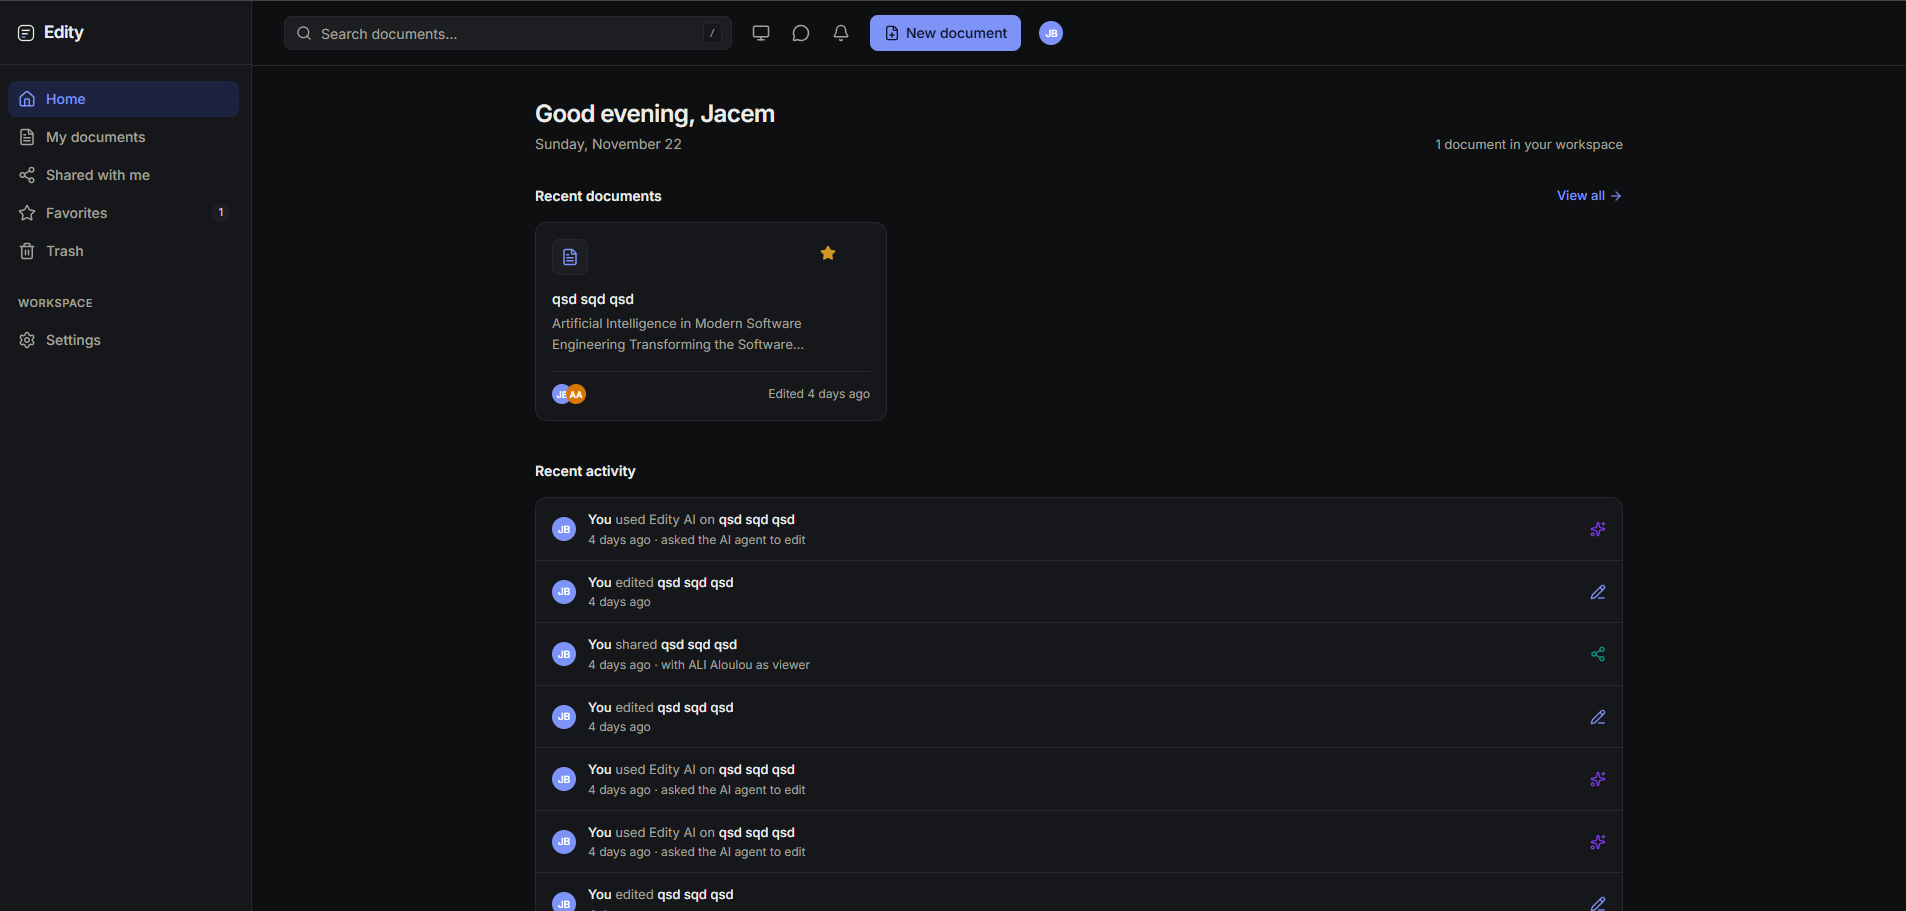 Edity
Search documents...
/
New document
JB
Home
My documents
Shared with me
Favorites
1
Trash
WORKSPACE
Settings
Good evening, Jacem
Sunday, November 22
1 document in your workspace
Recent documents
View all →
qsd sqd qsd
Artificial Intelligence in Modern Software
Engineering Transforming the Software...
AA
Edited 4 days ago
Recent activity
JB
You used Edity AI on qsd sqd qsd
4 days ago · asked the AI agent to edit
JB
You edited qsd sqd qsd
4 days ago
JB
You shared qsd sqd qsd
4 days ago · with ALI Aloulou as viewer
JB
You edited qsd sqd qsd
4 days ago
JB
You used Edity AI on qsd sqd qsd
4 days ago · asked the AI agent to edit
JB
You used Edity AI on qsd sqd qsd
4 days ago · asked the AI agent to edit
JB
You edited qsd sqd qsd